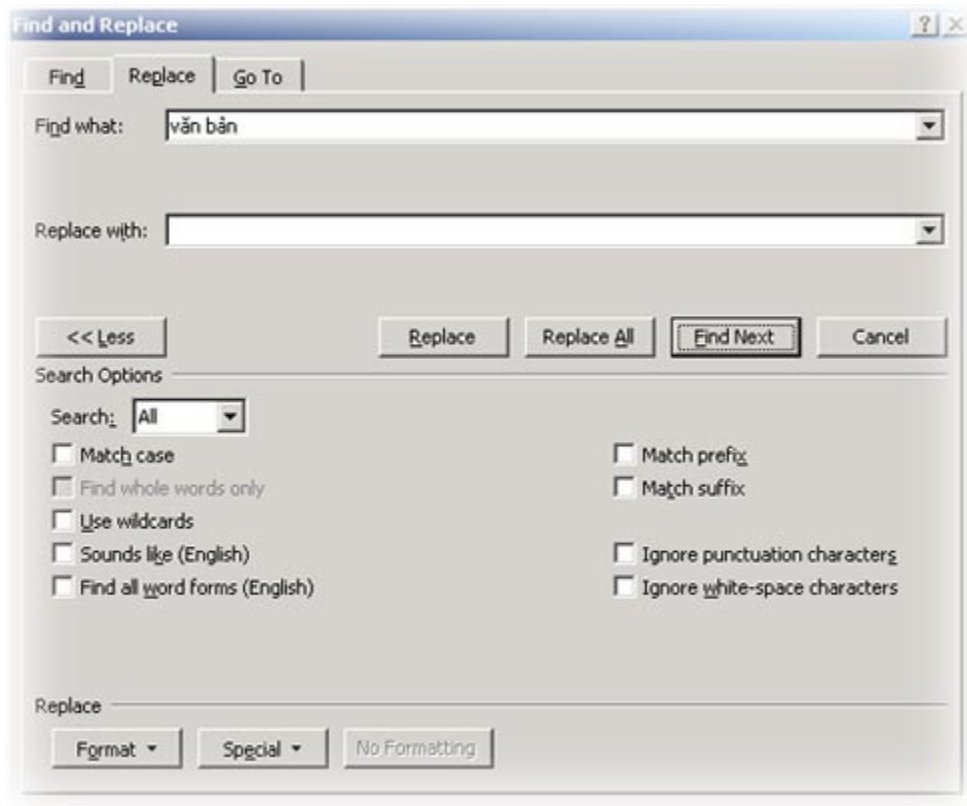 Find and Replace
Find Replace Go To
Find what: văn bản
Replace with:
<< Less Replace Replace All Find Next Cancel
Search Options
Search: All
Match case Match prefix
Find whole words only Match suffix
Use wildcards
Sounds like (English) Ignore punctuation characters
Find all word forms (English) Ignore white-space characters
Replace
Format Special No Formatting